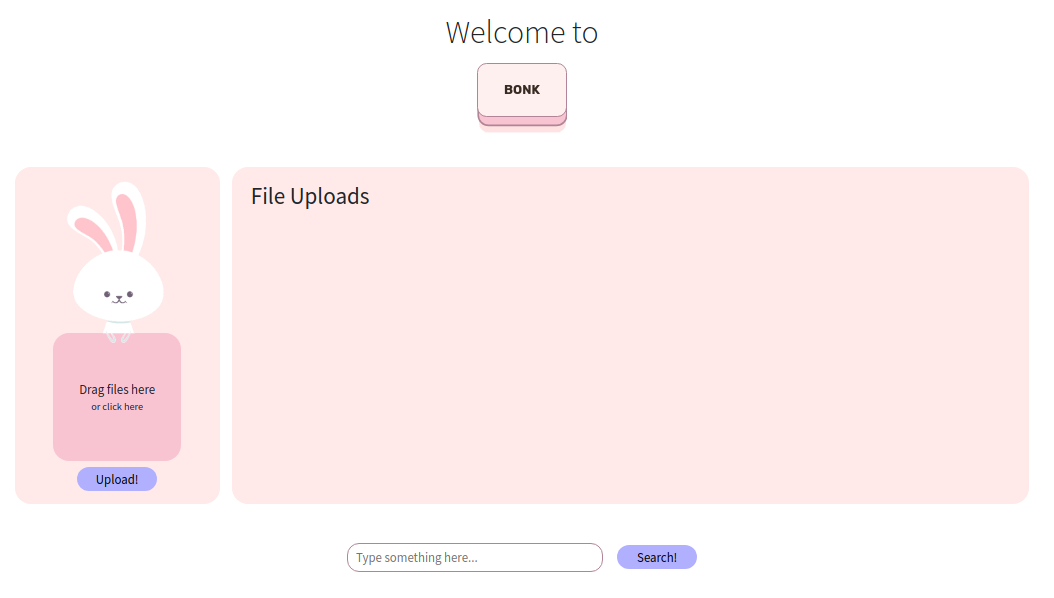 Welcome to
BONK
File Uploads
Drag files here
or click here
Upload!
Type something here...
Search!